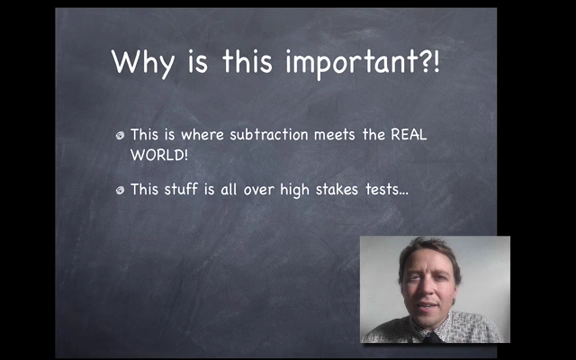 Why is this important?!
This is where subtraction meets the REAL
WORLD!
This stuff is all over high stakes tests...